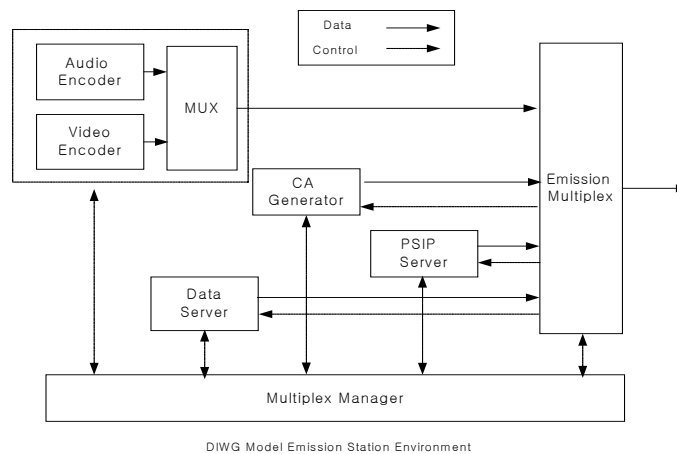 Data
Control
Audio
Encoder
MUX
Video
Encoder
CA
Generator
Emission
Multiplex
PSIP
Server
Data
Server
Multiplex Manager
DIWG Model Emission Station Environment